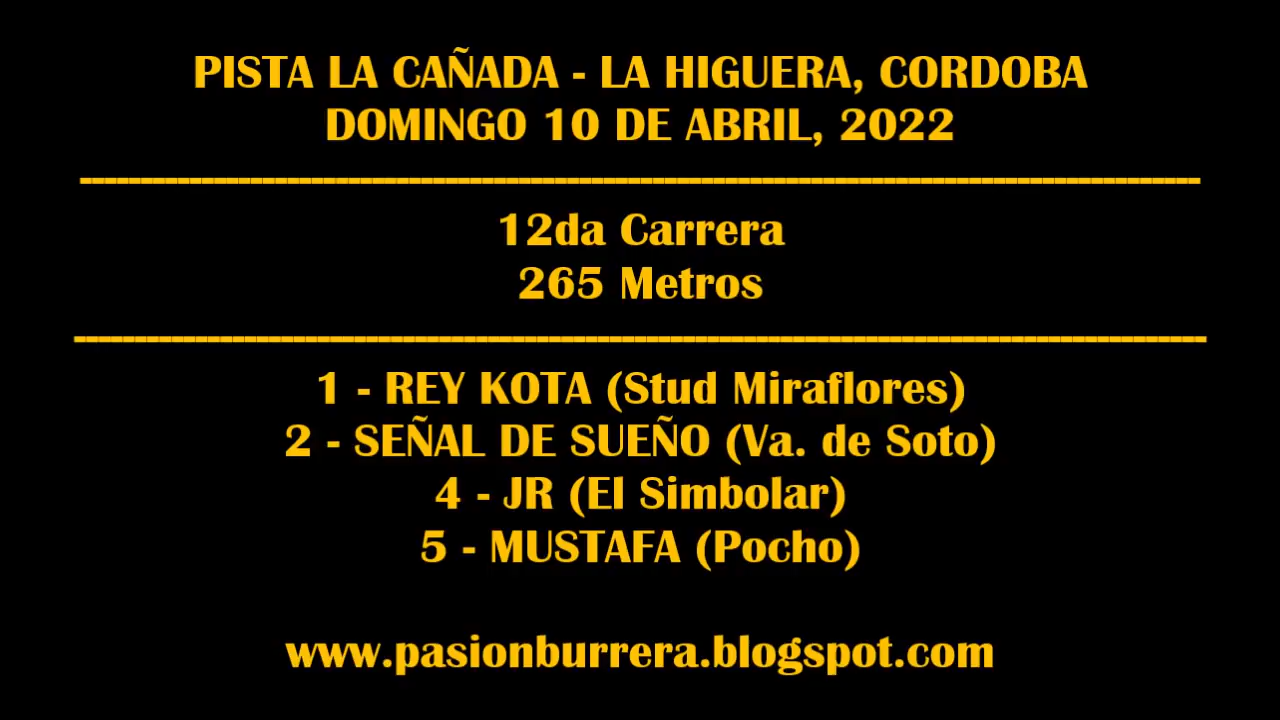 PISTA LA CAÑADA - LA HIGUERA, CORDOBA
DOMINGO 10 DE ABRIL, 2022
12da Carrera
265 Metros
1 - REY KOTA (Stud Miraflores)
2 - SEÑAL DE SUEÑO (Va. de Soto)
4 - JR (El Simbolar)
5 - MUSTAFA (Pocho)
www.pasionburrera.blogspot.com